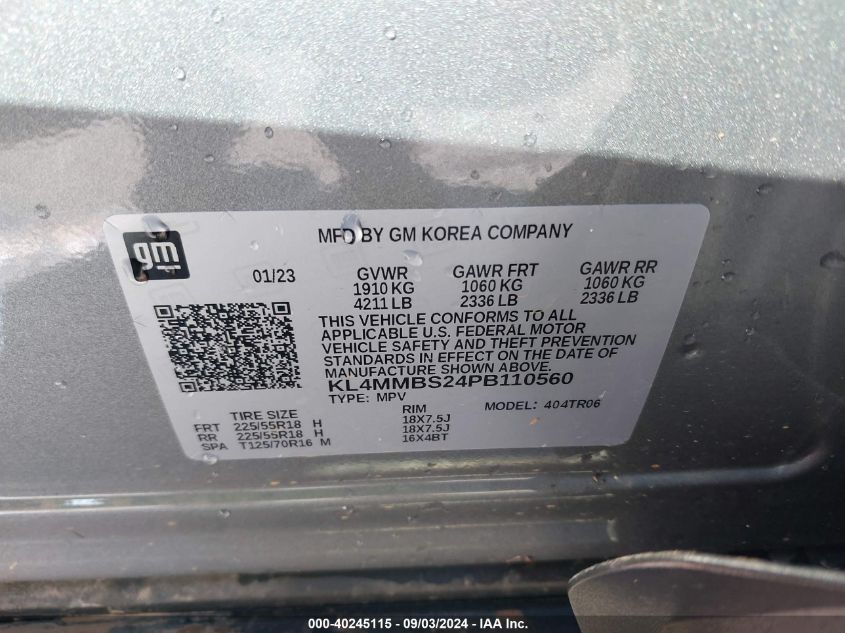 gm
MFD BY GM KOREA COMPANY
01/23 GVWR GAWR FRT GAWR RR
1910 KG 1060 KG 1060 KG
4211 LB 2336 LB 2336 LB
THIS VEHICLE CONFORMS TO ALL
APPLICABLE U.S. FEDERAL MOTOR
VEHICLE SAFETY AND THEFT PREVENTION
STANDARDS IN EFFECT ON THE DATE OF
MANUFACTURE SHOWN ABOVE.
KL4MMBS24PB110560
TYPE: MPV MODEL: 404TR06
TIRE SIZE RIM
FRT 225/55R18 H 18X7.5J
RR 225/55R18 H 18X7.5J
SPA T125/70R16 M 16X4BT
000-40245115 - 09/03/2024 - IAA Inc.